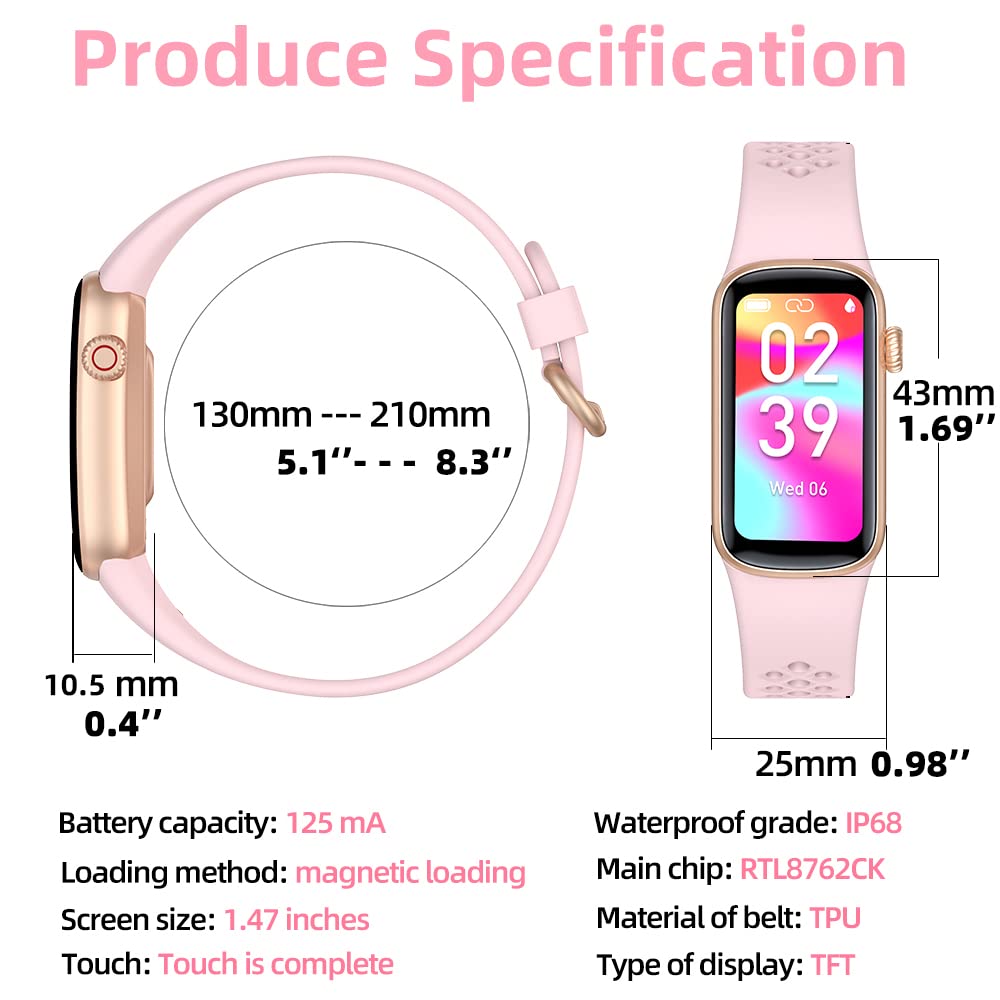 Produce Specification
02
39
Wed 06
130mm --- 210mm
5.1''- - - 8.3''
43mm
1.69''
10.5 mm
0.4''
25mm 0.98''
Battery capacity: 125 mA
Loading method: magnetic loading
Screen size: 1.47 inches
Touch: Touch is complete
Waterproof grade: IP68
Main chip: RTL8762CK
Material of belt: TPU
Type of display: TFT